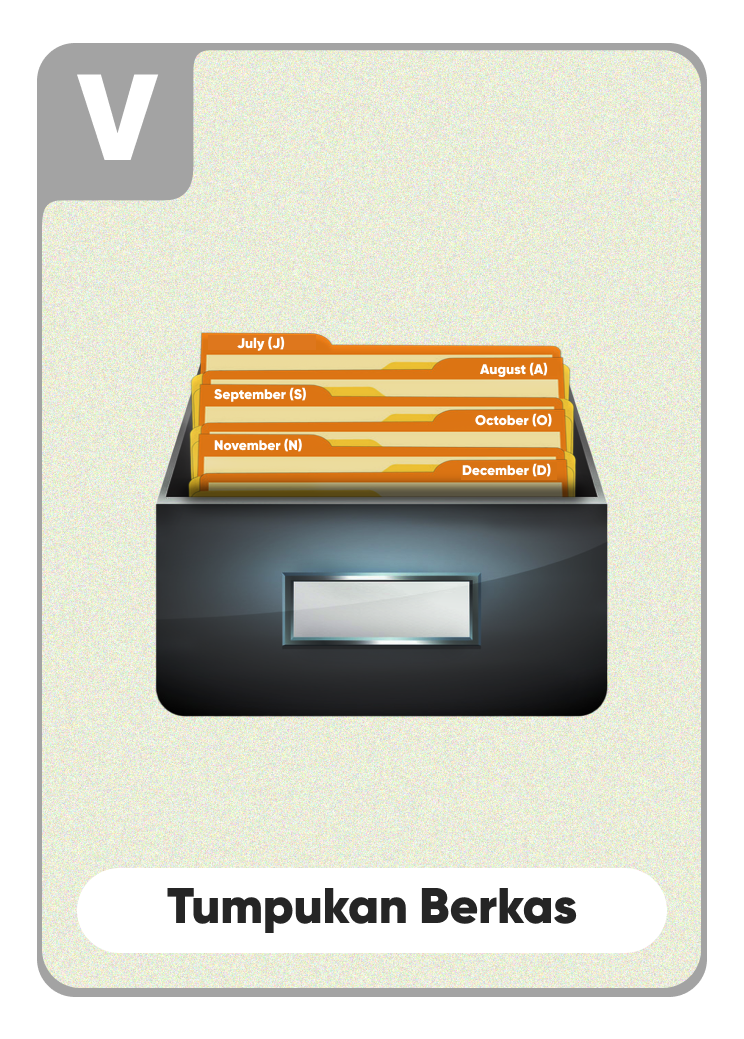 V
July (J)
August (A)
September (S)
October (O)
November (N)
December (D)
Tumpukan Berkas